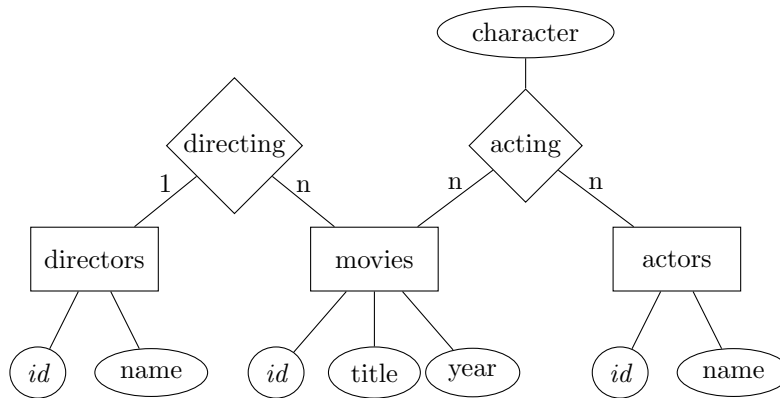 character
directing
acting
1
n
n
n
directors
movies
actors
id
name
id
title
year
id
name